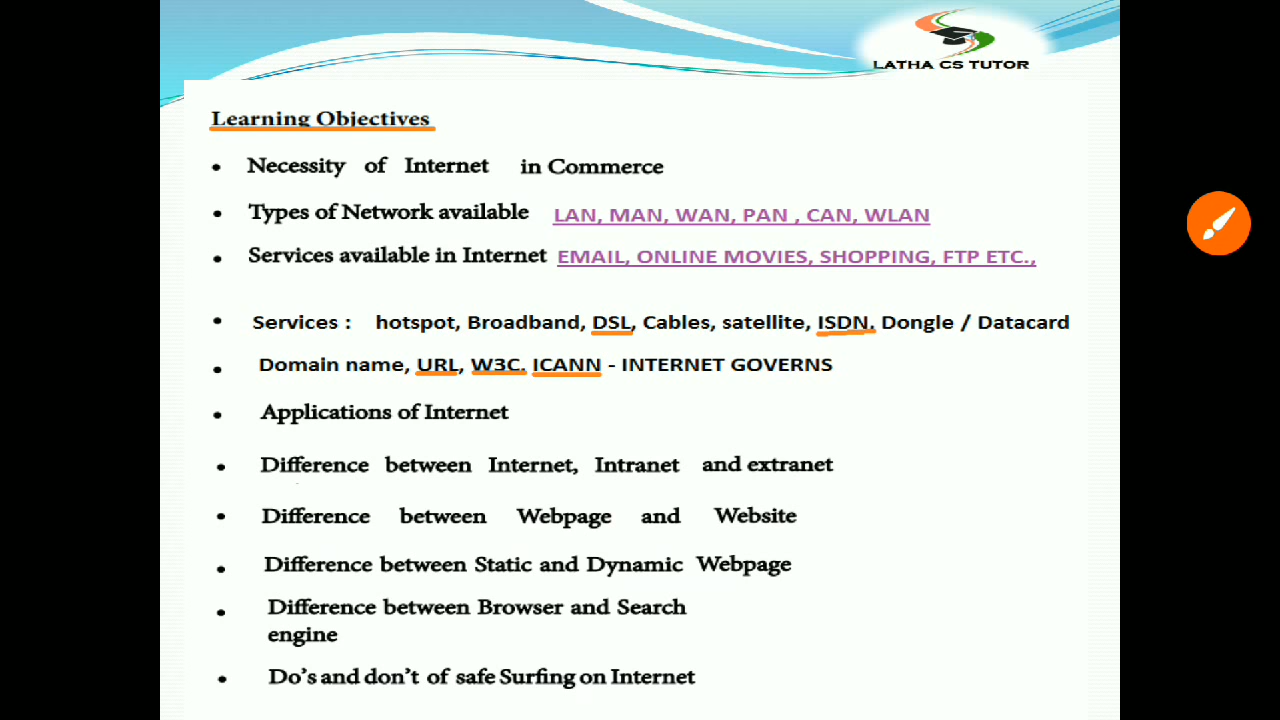 LATHA CS TUTOR
Learning Objectives
• Necessity of Internet in Commerce
• Types of Network available LAN, MAN, WAN, PAN , CAN, WLAN
• Services available in Internet EMAIL, ONLINE MOVIES, SHOPPING, FTP ETC.,
• Services : hotspot, Broadband, DSL, Cables, satellite, ISDN. Dongle / Datacard
• Domain name, URL, W3C. ICANN - INTERNET GOVERNS
• Applications of Internet
• Difference between Internet, Intranet and extranet
• Difference between Webpage and Website
• Difference between Static and Dynamic Webpage
• Difference between Browser and Search
engine
• Do's and don't of safe Surfing on Internet